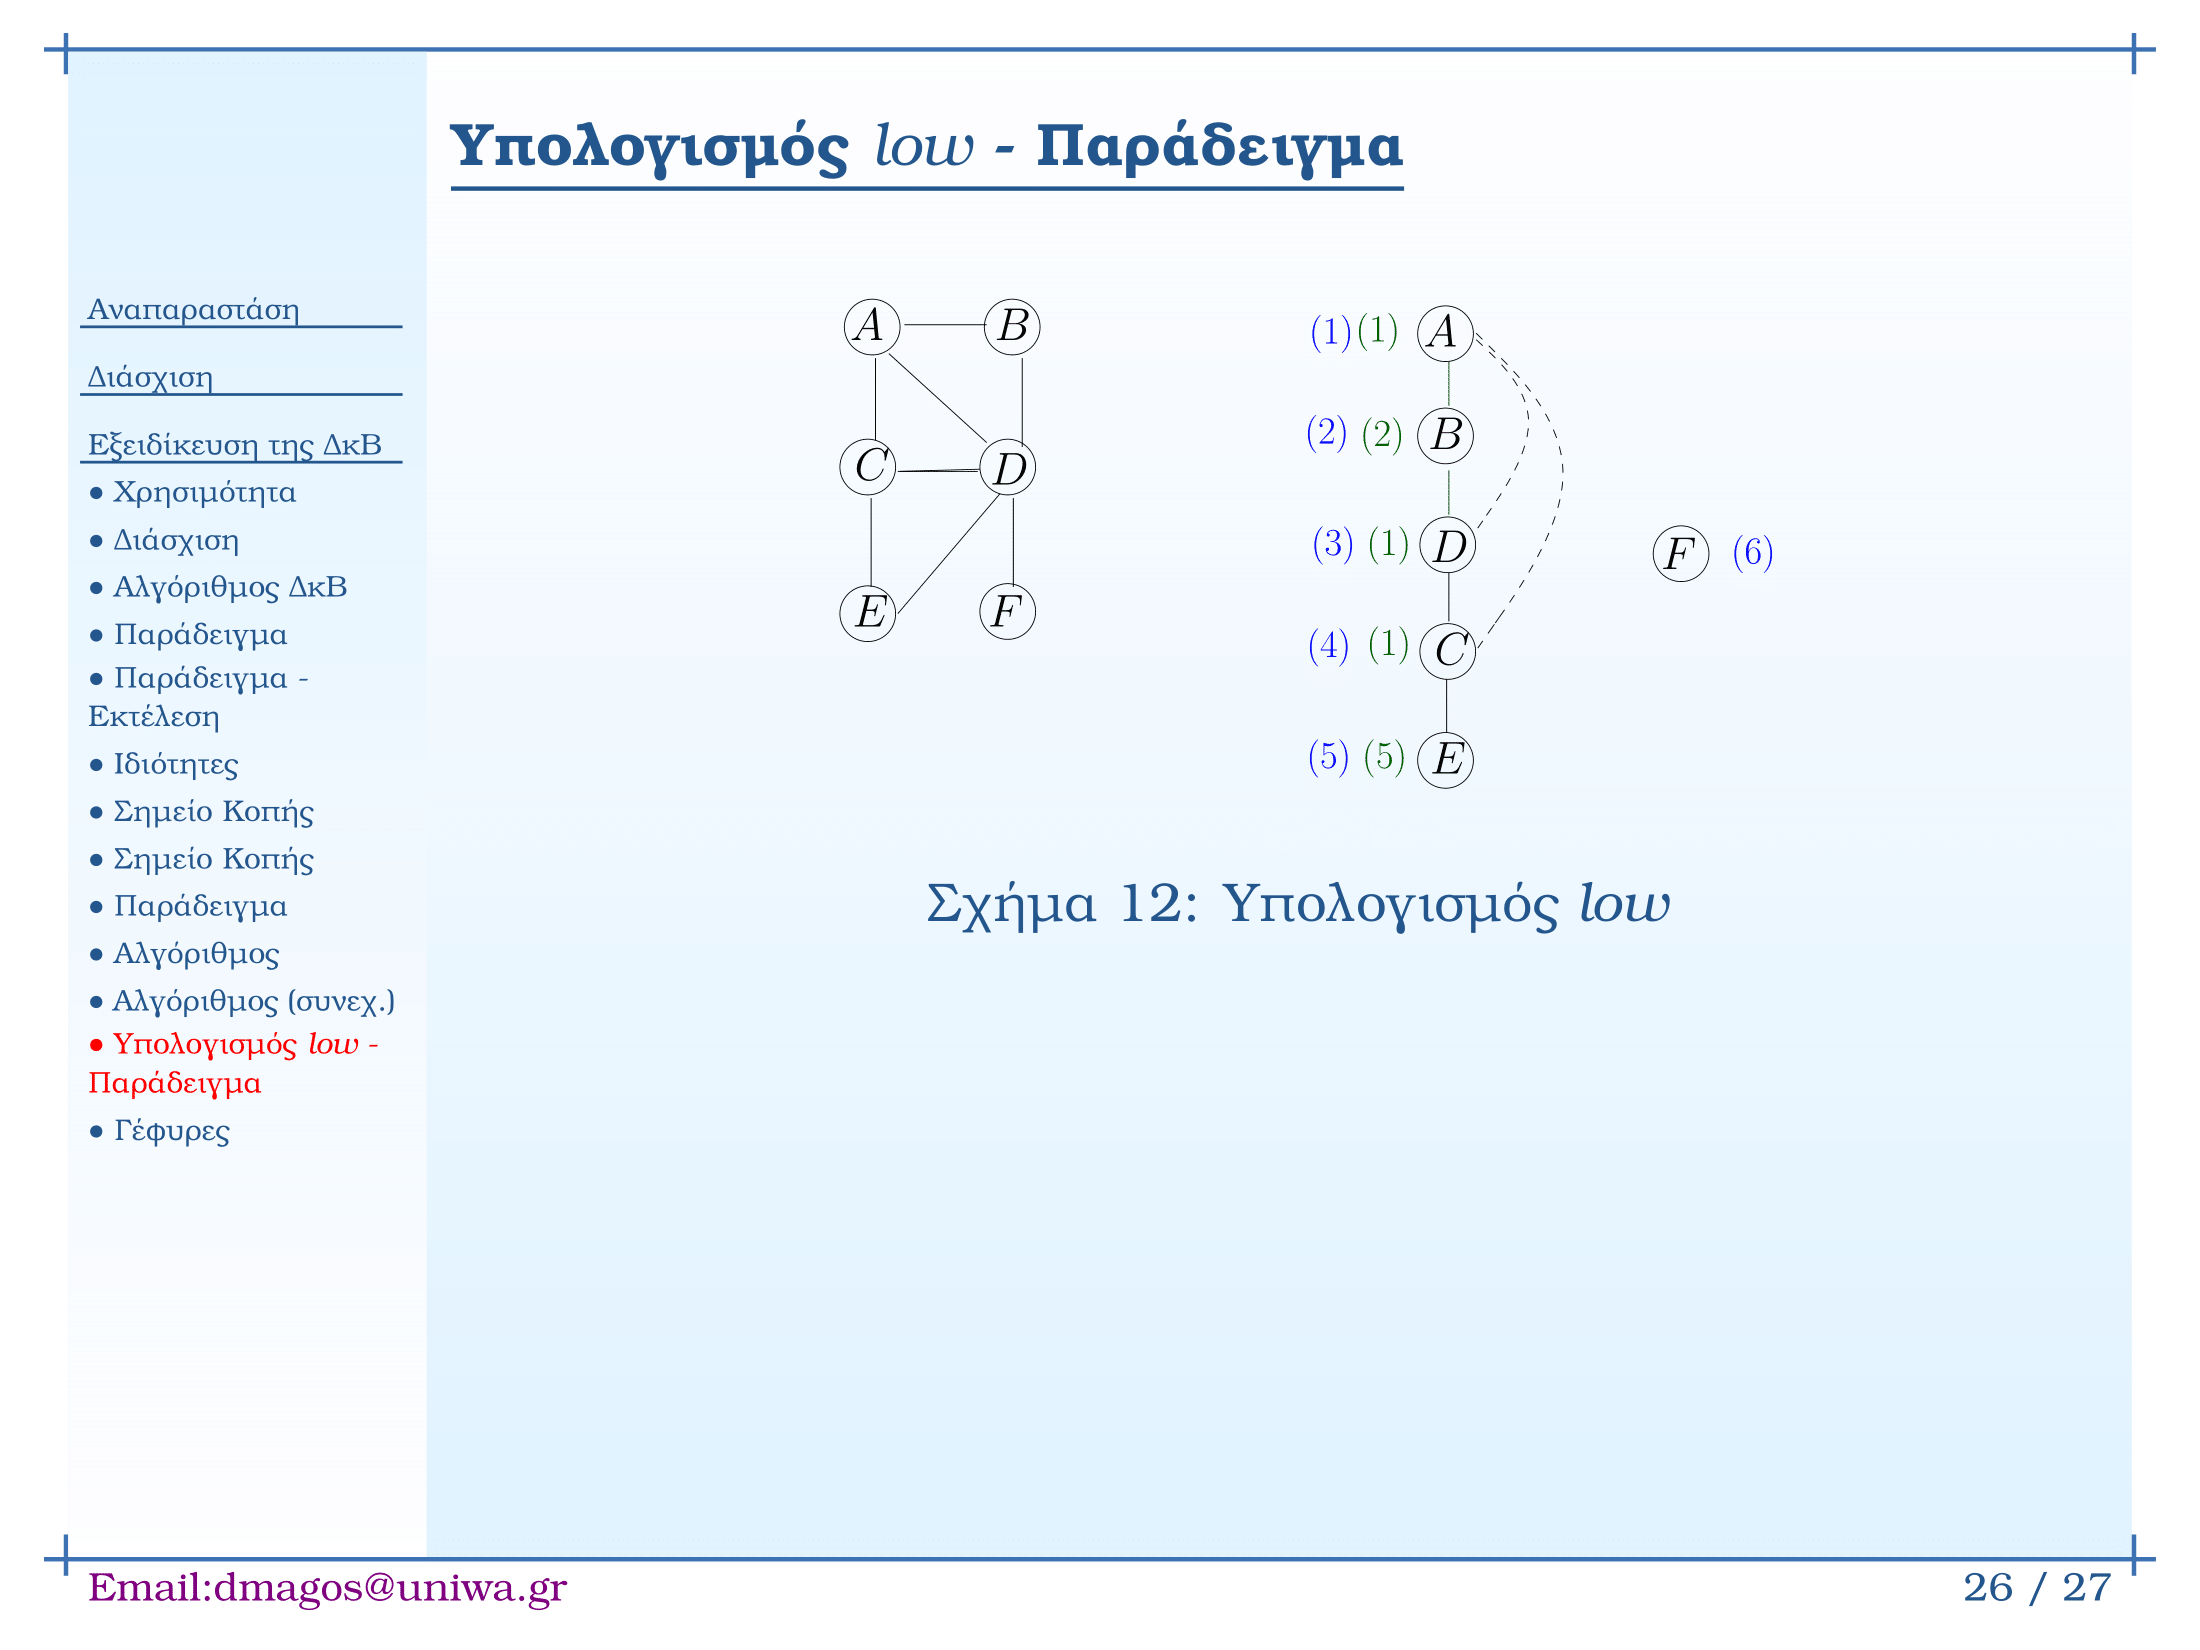 Υπολογισμός low - Παράδειγμα
Αναπαραστάση
Διάσχιση
Εξειδίκευση της ΔκΒ
● Χρησιμότητα
● Διάσχιση
● Αλγόριθμος ΔκΒ
● Παράδειγμα
● Παράδειγμα -
Εκτέλεση
● Ιδιότητες
● Σημείο Κοπής
● Σημείο Κοπής
● Παράδειγμα
● Αλγόριθμος
● Αλγόριθμος (συνεχ.)
● Υπολογισμός low -
Παράδειγμα
● Γέφυρες
A B
C D
E F
(1) (1) A
(2) (2) B
(3) (1) D
F (6)
(4) (1) C
(5) (5) E
Σχήμα 12: Υπολογισμός low
Email:dmagos@uniwa.gr
26 / 27